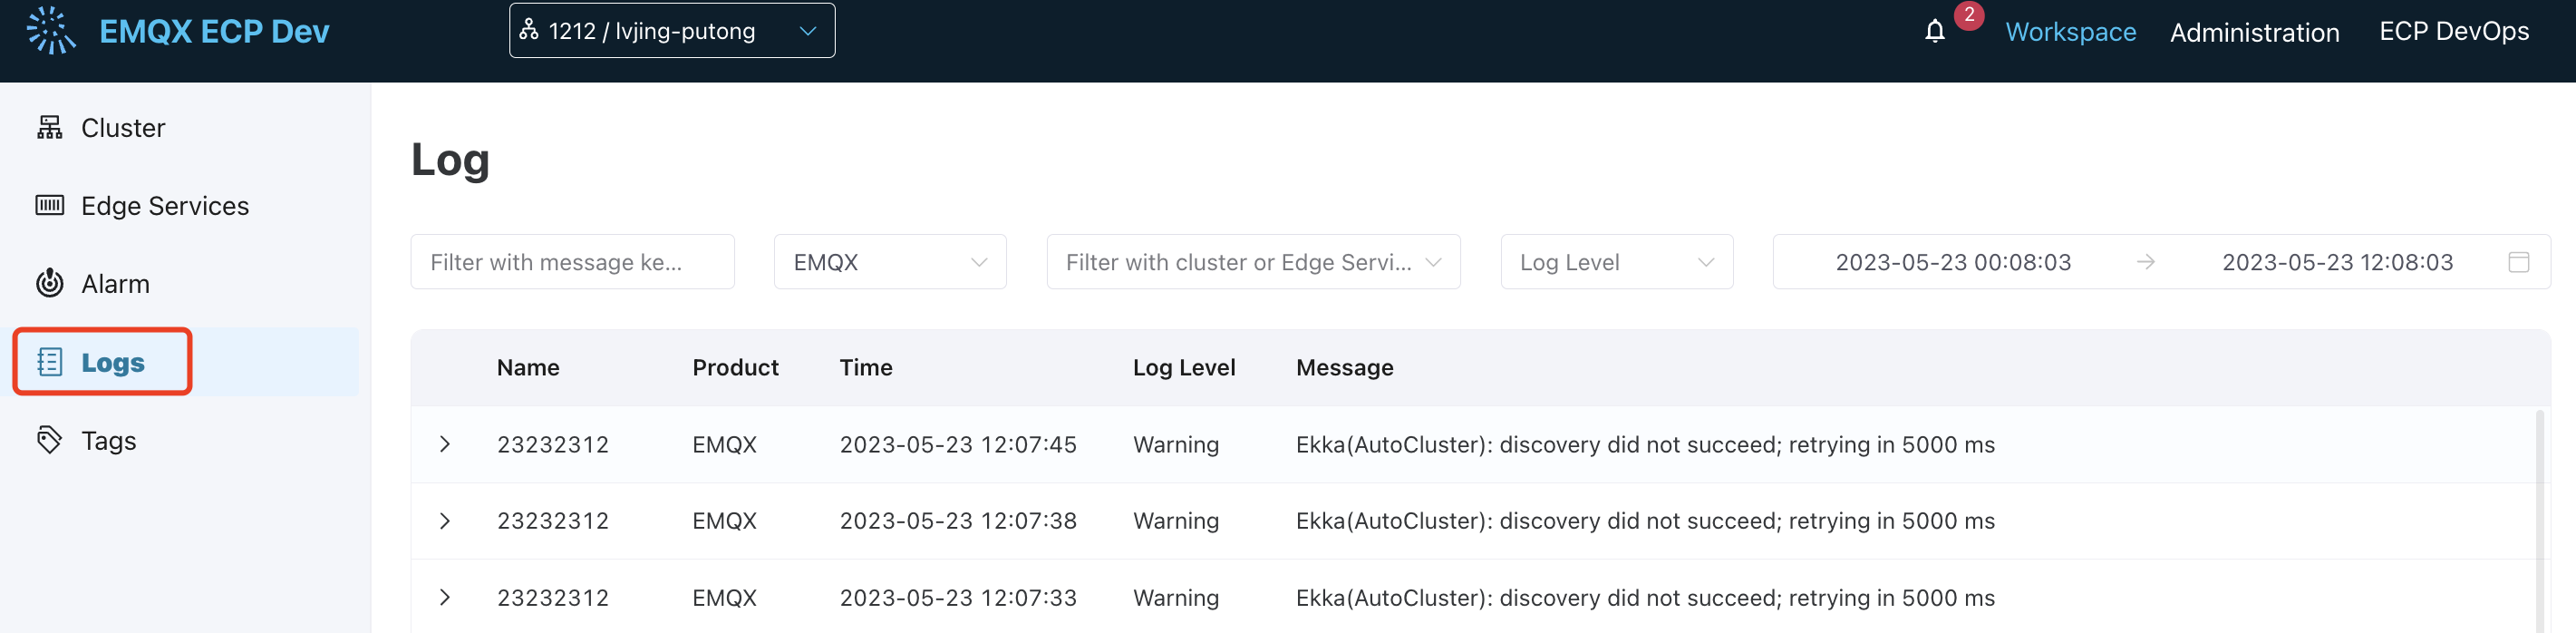 EMQX ECP Dev
1212 / lvjing-putong
2
Workspace
Administration
ECP DevOps
Cluster
Edge Services
Alarm
Logs
Tags
Log
Filter with message ke...
EMQX
Filter with cluster or Edge Servi...
Log Level
2023-05-23 00:08:03
2023-05-23 12:08:03
Name Product Time Log Level Message
23232312 EMQX 2023-05-23 12:07:45 Warning Ekka(AutoCluster): discovery did not succeed; retrying in 5000 ms
23232312 EMQX 2023-05-23 12:07:38 Warning Ekka(AutoCluster): discovery did not succeed; retrying in 5000 ms
23232312 EMQX 2023-05-23 12:07:33 Warning Ekka(AutoCluster): discovery did not succeed; retrying in 5000 ms